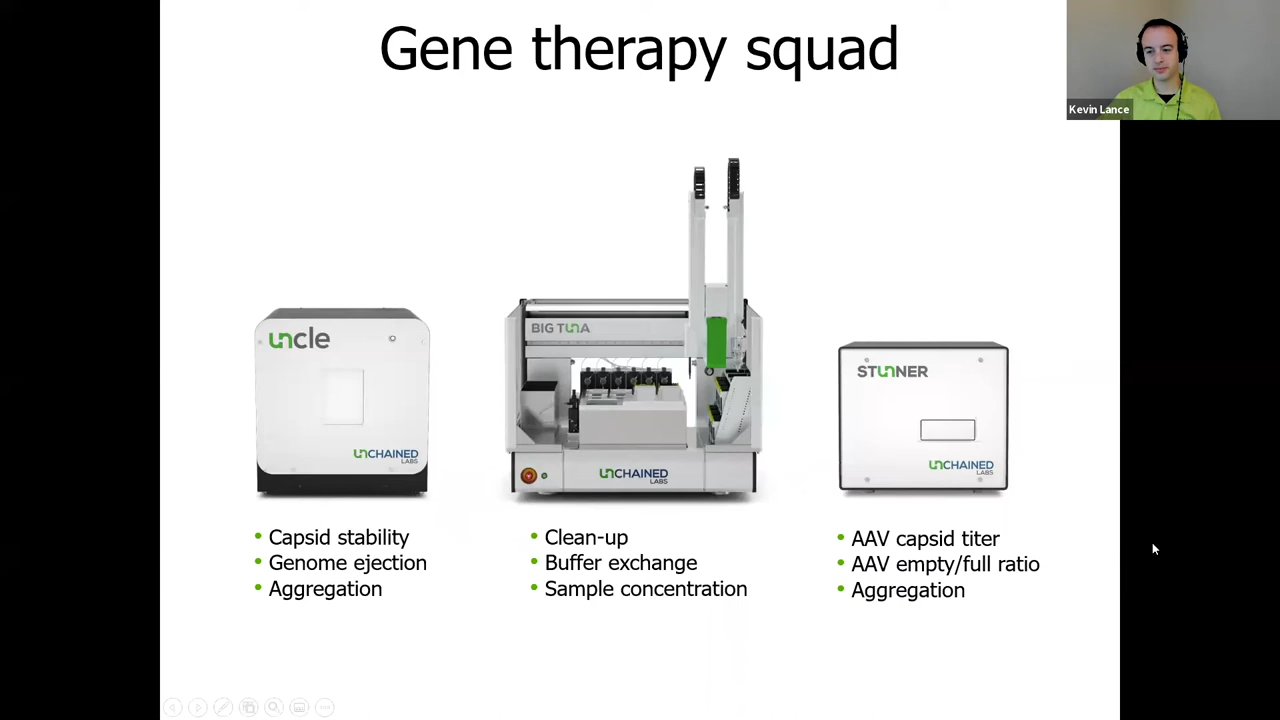 Gene therapy squad
Kevin Lance
uncle
UNCHAINED
LABS
BIG TUNA
UNCHAINED
LABS
STUNNER
UNCHAINED
LABS
• Capsid stability
• Genome ejection
• Aggregation
• Clean-up
• Buffer exchange
• Sample concentration
• AAV capsid titer
• AAV empty/full ratio
• Aggregation